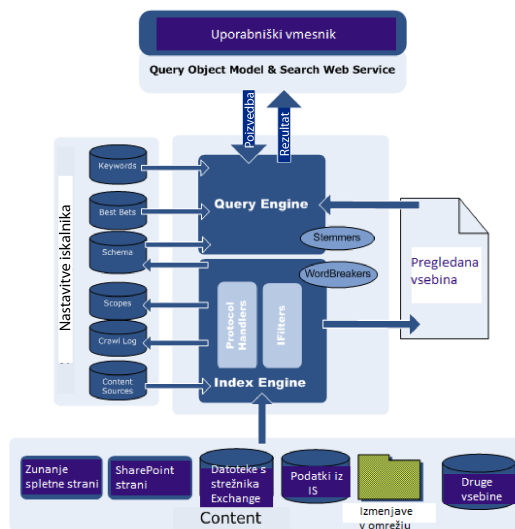 Uporabniški vmesnik
Query Object Model & Search Web Service
Poizvedba
Rezultat
Nastavitve iskalnika
Keywords
Best Bets
Schema
Scopes
Crawl Log
Content
Sources
Query Engine
Stemmers
WordBreakers
Protocol
Handlers
IFilters
Index Engine
Pregledana
vsebina
Zunanje
spletne strani
SharePoint
strani
Datoteke s
strežnika
Exchange
Podatki iz
IS
Izmenjave
v omrežju
Druge
vsebine
Content